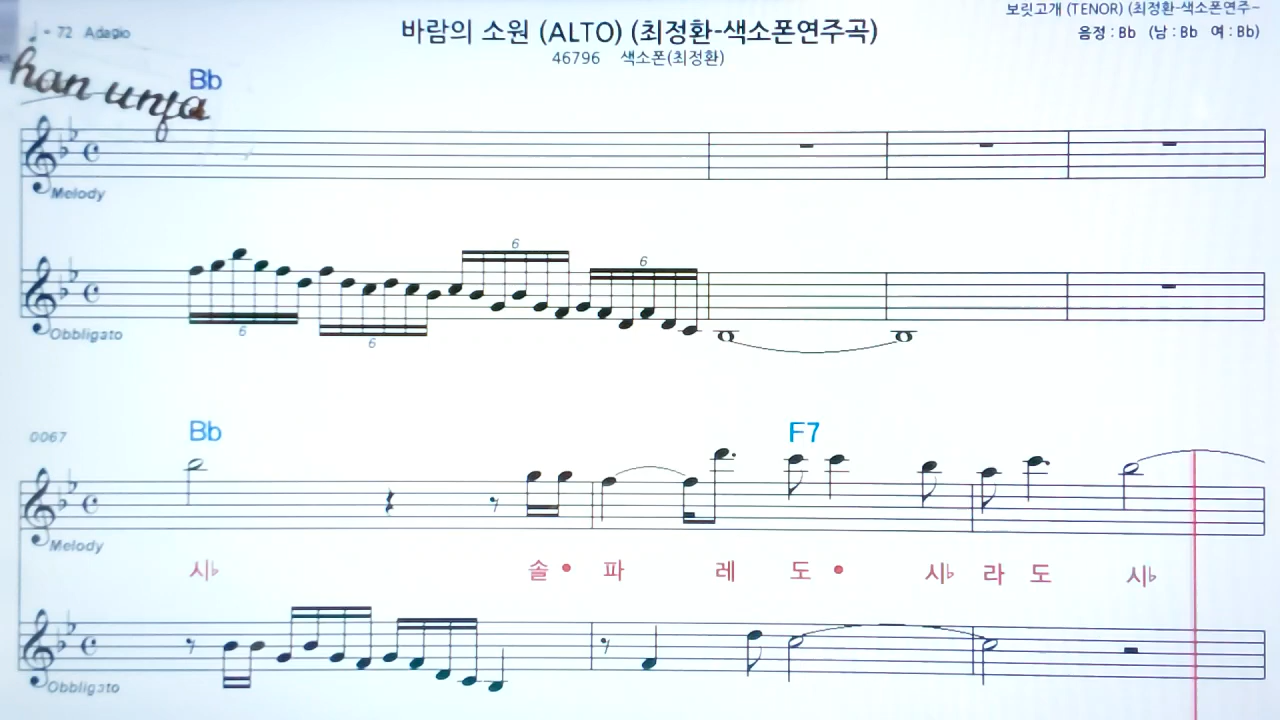 ♩= 72 Adagio
바람의 소원 (ALTO) (최정환-색소폰연주곡)
보릿고개 (TENOR) (최정환-색소폰연주~
46796 색소폰(최정환)
음정 : Bb (남 : Bb 여 : Bb)
han unja
Bb
Melody
6 6
6 6
Obbligato
0067
Bb F7
Melody
시♭ 솔 • 파 레 도 • 시♭ 라 도 시♭
Obbligato